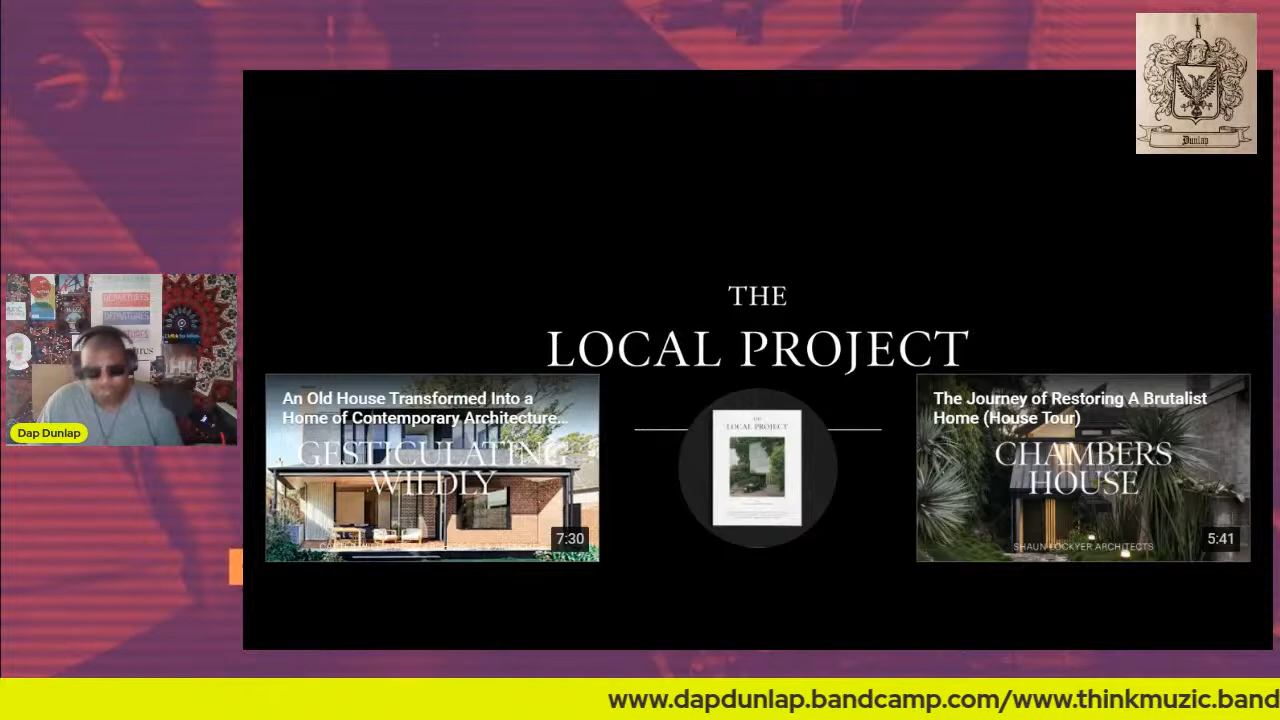 Dunlap
THE
LOCAL PROJECT
An Old House Transformed Into a
Home of Contemporary Architecture...
GESTICULATING
WILDLY
7:30
THE
LOCAL PROJECT
The Journey of Restoring A Brutalist
Home (House Tour)
CHAMBERS
HOUSE
SHAUN LOCKYER ARCHITECTS
5:41
DEPARTURES
DEPARTURES
Dap Dunlap
www.dapdunlap.bandcamp.com/www.thinkmuzic.band